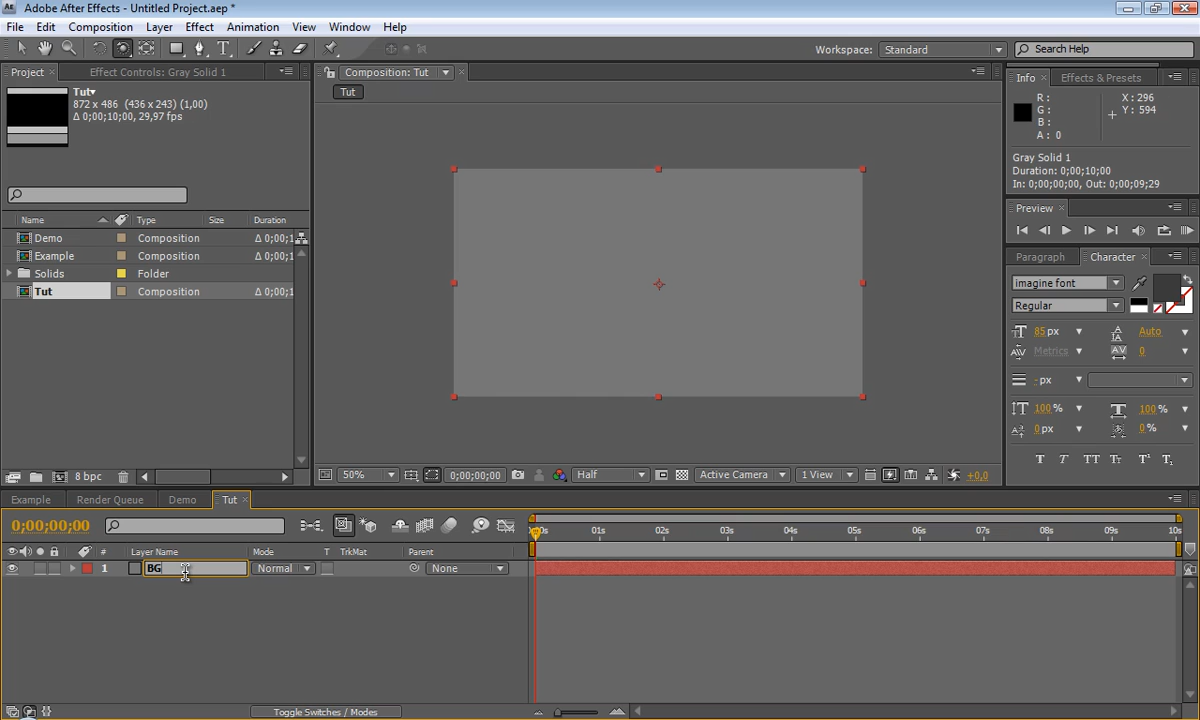 Adobe After Effects - Untitled Project.aep *
File Edit Composition Layer Effect Animation View Window Help
Workspace: Standard Search Help
Project Effect Controls: Gray Solid 1
Composition: Tut
Info Effects & Presets
Tut
Tut▾
872 x 486 (436 x 243) (1,00)
Δ 0;00;10;00, 29,97 fps
R: X: 296
G: Y: 594
B:
A: 0
Gray Solid 1
Duration: 0;00;10;00
In: 0;00;00;00, Out: 0;00;09;29
Preview
Name Type Size Duration
Demo Composition Δ 0;00;1
Example Composition Δ 0;00;1
Solids Folder
Tut Composition Δ 0;00;1
Paragraph Character
imagine font
Regular
85 px Auto
Metrics 0
- px
100 % 100 %
0 px 0 %
T T TT Tr T¹ T,
8 bpc
50% 0;00;00;00 Half Active Camera 1 View +0,0
Example Render Queue Demo Tut
0;00;00;00
00s 01s 02s 03s 04s 05s 06s 07s 08s 09s 10s
# Layer Name Mode T TrkMat Parent
1 BG Normal None
Toggle Switches / Modes